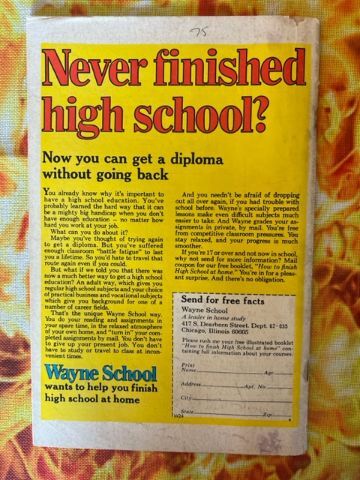 75
Never finished
high school?
Now you can get a diploma
without going back
You already know why it's important to
have a high school education. You've
probably learned the hard way that it can
be a mighty big handicap when you don't
have enough education – no matter how
hard you work at your job.
What can you do about it?
Maybe you've thought of trying again
to get a diploma. But you've suffered
enough classroom "battle fatigue" to last
you a lifetime. So you'd hate to travel that
route again even if you could.
But what if we told you that there was
now a much better way to get a high school
education? An adult way, which gives you
regular high school subjects and your choice
of practical business and vocational subjects
which give you background for one of a
number of career fields.
That's the unique Wayne School way.
You do your reading and assignments in
your spare time, in the relaxed atmosphere
of your own home, and "turn in" your com-
pleted assignments by mail. You don't have
to give up your present job. You don't
have to study or travel to class at incon-
venient times.
Wayne School
wants to help you finish
high school at home
And you needn't be afraid of dropping
out all over again, if you had trouble with
school before. Wayne's specially prepared
lessons make even difficult subjects much
easier to take. And Wayne grades your as-
signments in private, by mail. You're free
from competitive classroom pressures. You
stay relaxed, and your progress is much
smoother.
If you're 17 or over and not now in school,
why not send for more information? Mail
coupon for our free booklet, "How to finish
High School at home." You're in for a pleas-
ant surprise. And there's no obligation.
Send for free facts
Wayne School
A leader in home study
417 S. Dearborn Street, Dept.
Chicago, Illinois 60605
Please rush me your free illustrated booklet
"How to finish High School at home" con-
taining full information about your courses.
Print
Name Age
Address Apt. No.
City
State Zip